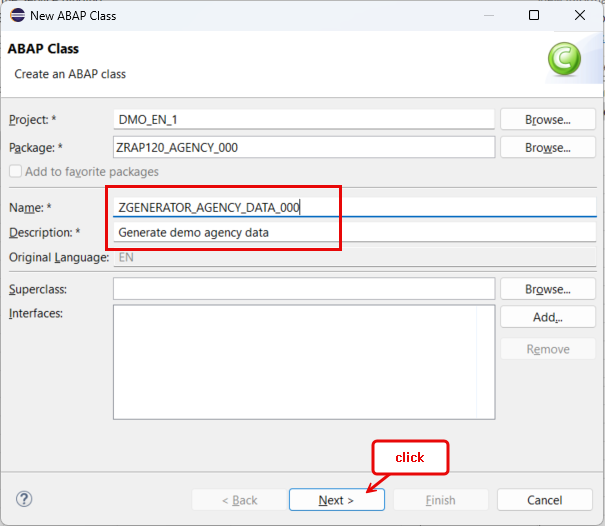 New ABAP Class
ABAP Class
Create an ABAP class
Project: * DMO_EN_1 Browse...
Package: * ZRAP120_AGENCY_000 Browse...
Add to favorite packages
Name: * ZGENERATOR_AGENCY_DATA_000
Description: * Generate demo agency data
Original Language: EN
Superclass: Browse...
Interfaces: Add...
Remove
click
< Back Next > Finish Cancel